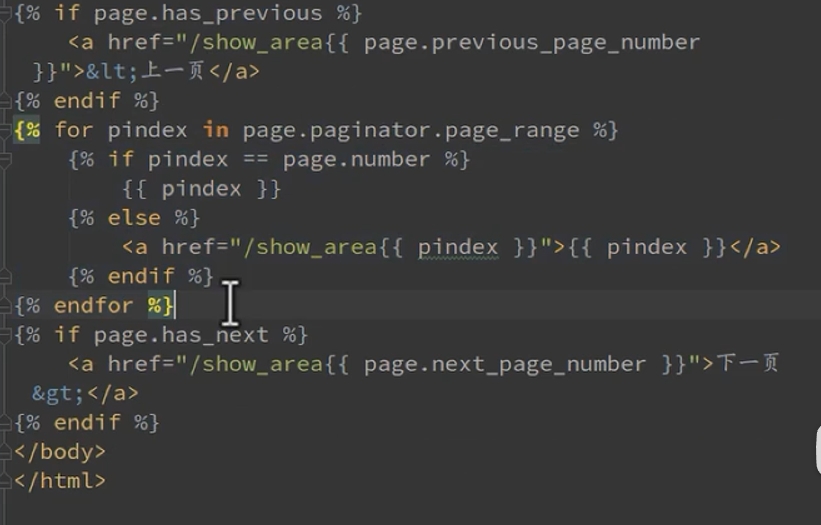 {% if page.has_previous %}
<a href="/show_area{{ page.previous_page_number
}}">&lt;上一页</a>
{% endif %}
{% for pindex in page.paginator.page_range %}
{% if pindex == page.number %}
{{ pindex }}
{% else %}
<a href="/show_area{{ pindex }}">{{ pindex }}</a>
{% endif %}
{% endfor %}
{% if page.has_next %}
<a href="/show_area{{ page.next_page_number }}">下一页
&gt;</a>
{% endif %}
</body>
</html>